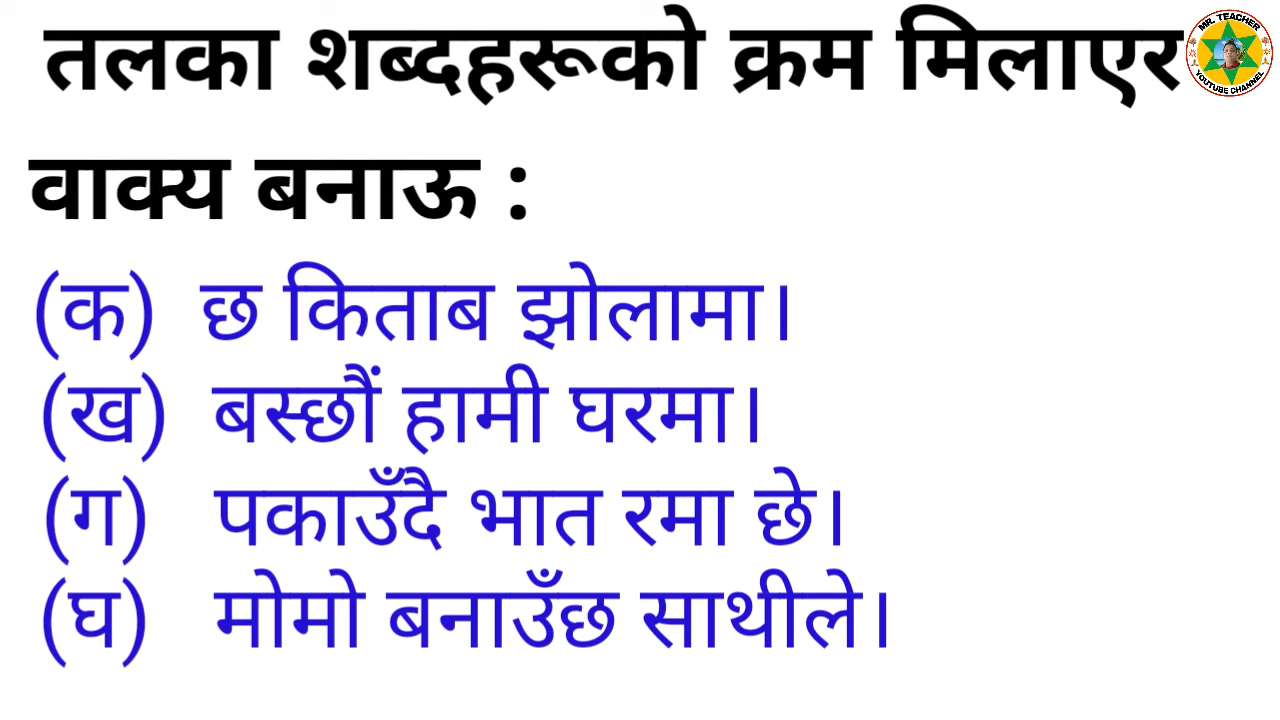 तलका शब्दहरूको क्रम मिलाएर
MR. TEACHER
YOUTUBE CHANNEL
वाक्य बनाऊ :
(क) छ किताब झोलामा।
(ख) बस्छौं हामी घरमा।
(ग) पकाउँदै भात रमा छे।
(घ) मोमो बनाउँछ साथीले।